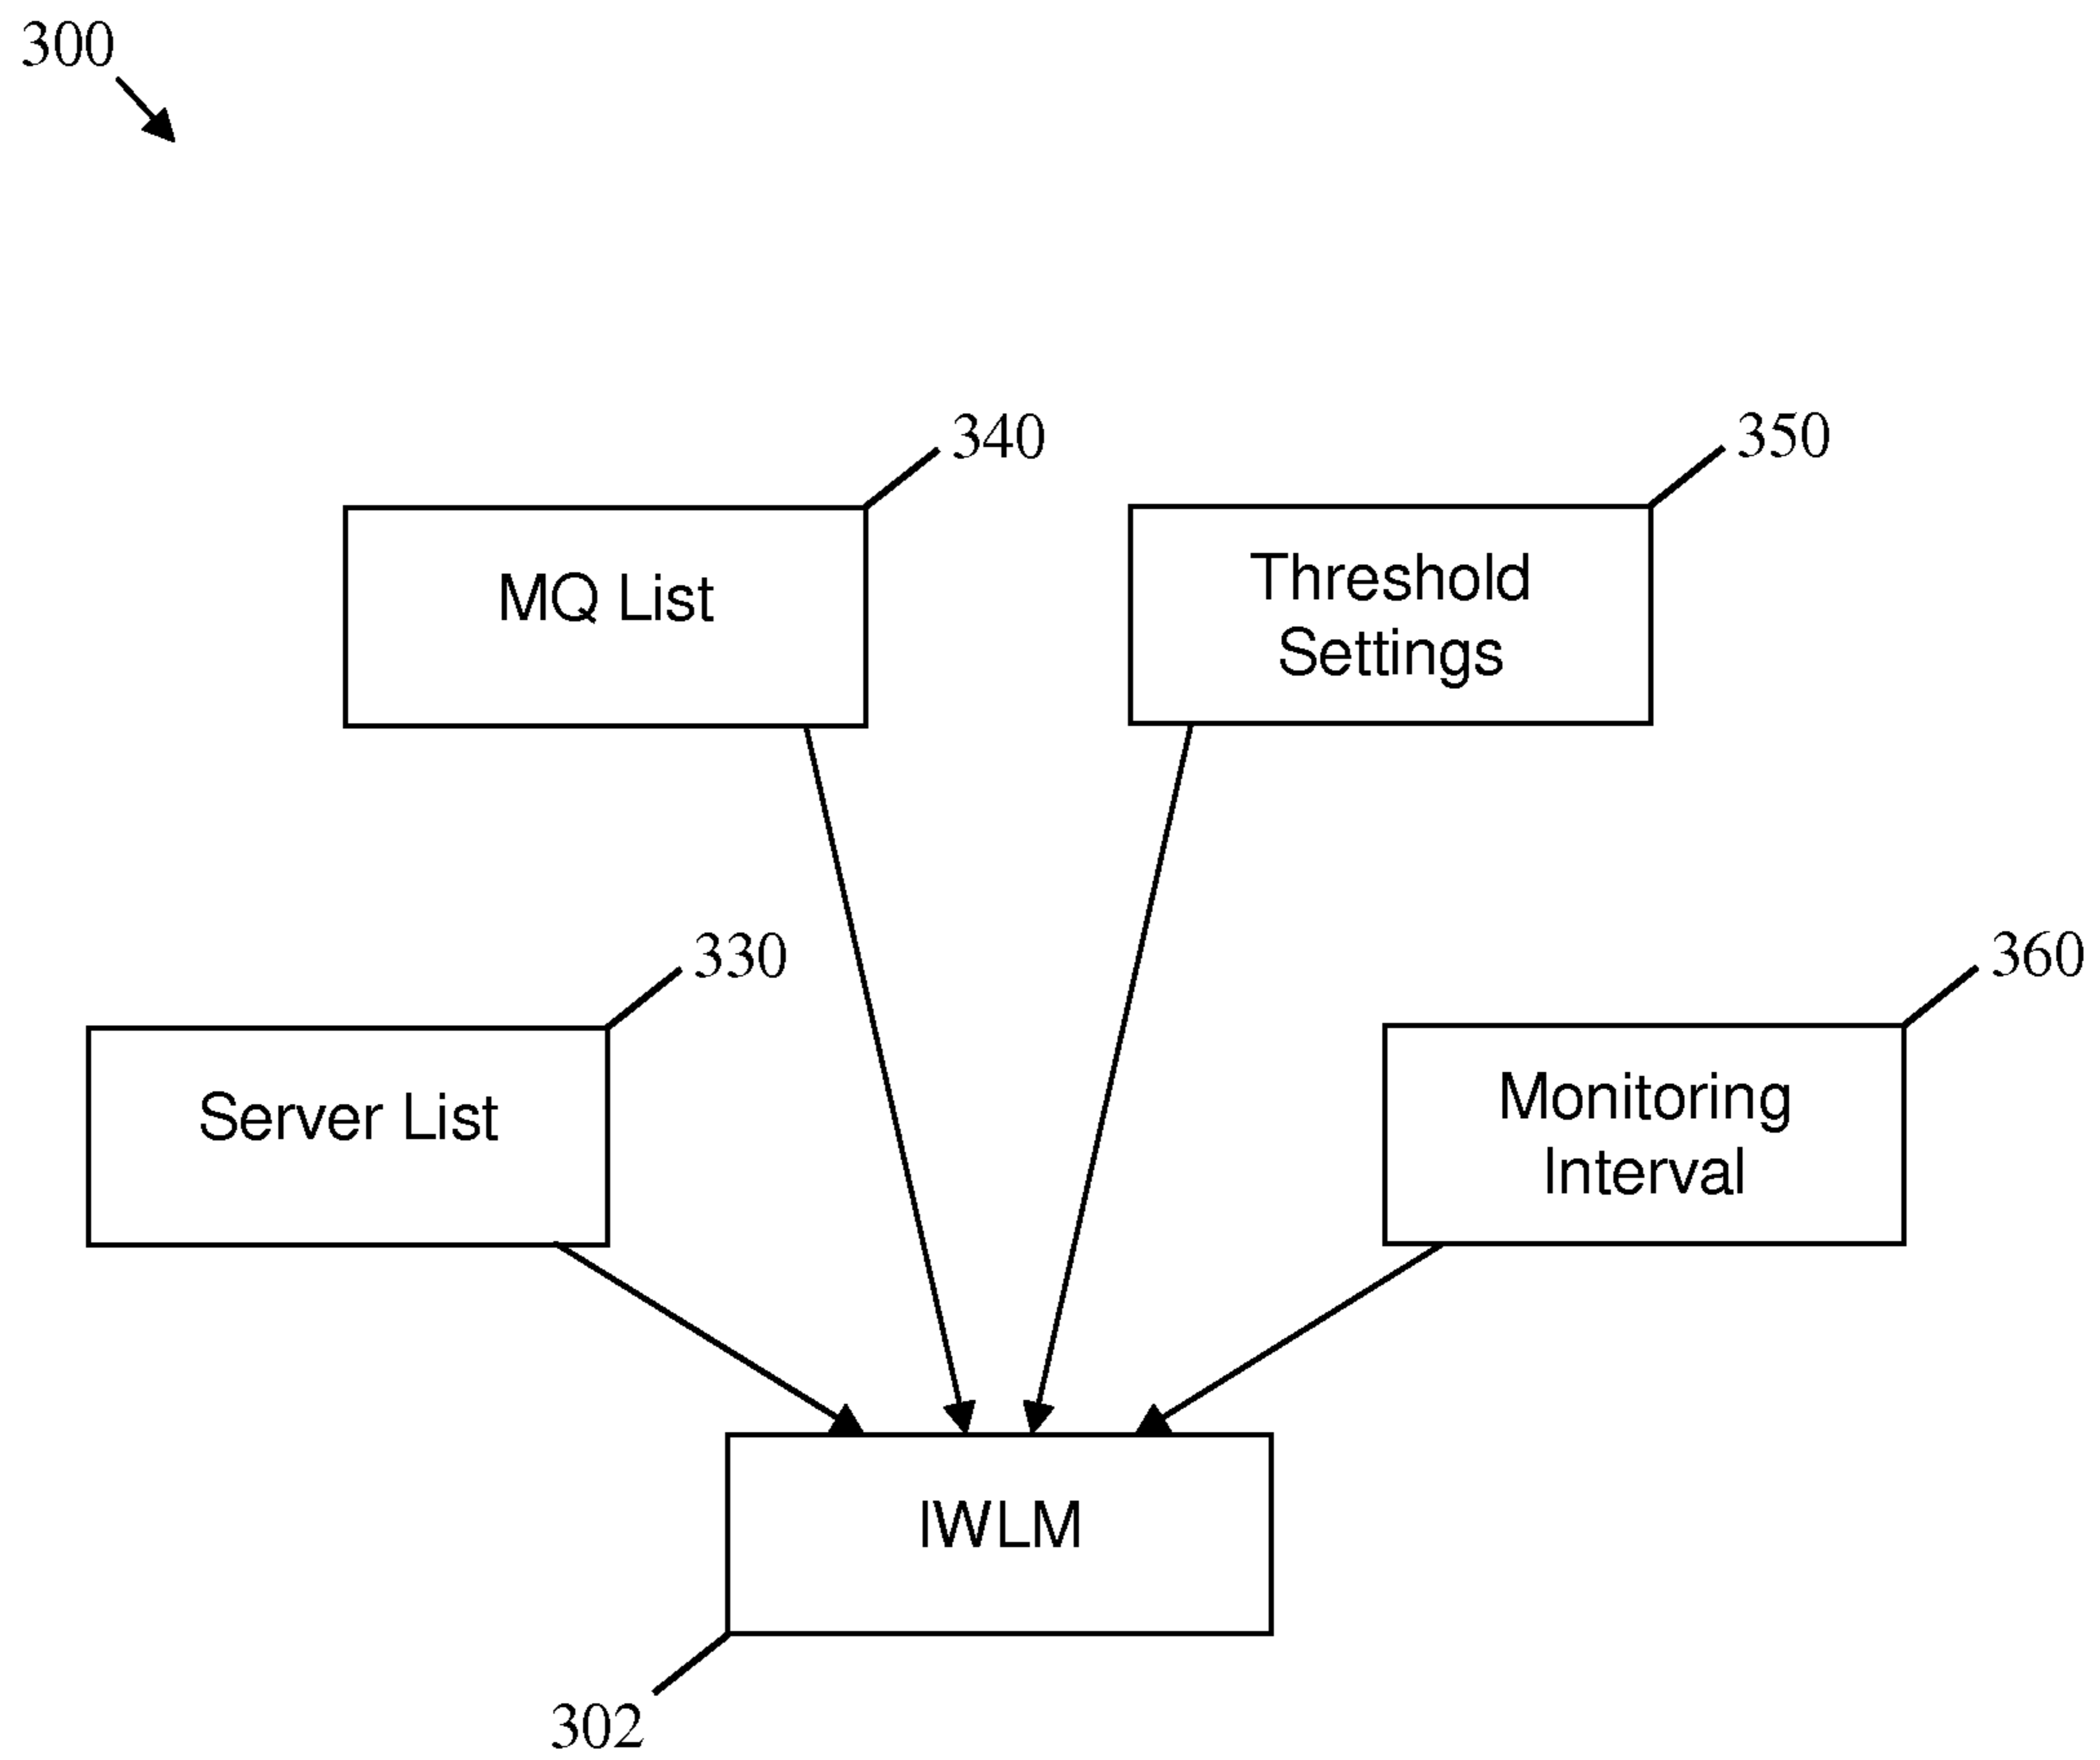 300
340
350
MQ List
Threshold
Settings
330
360
Server List
Monitoring
Interval
IWLM
302